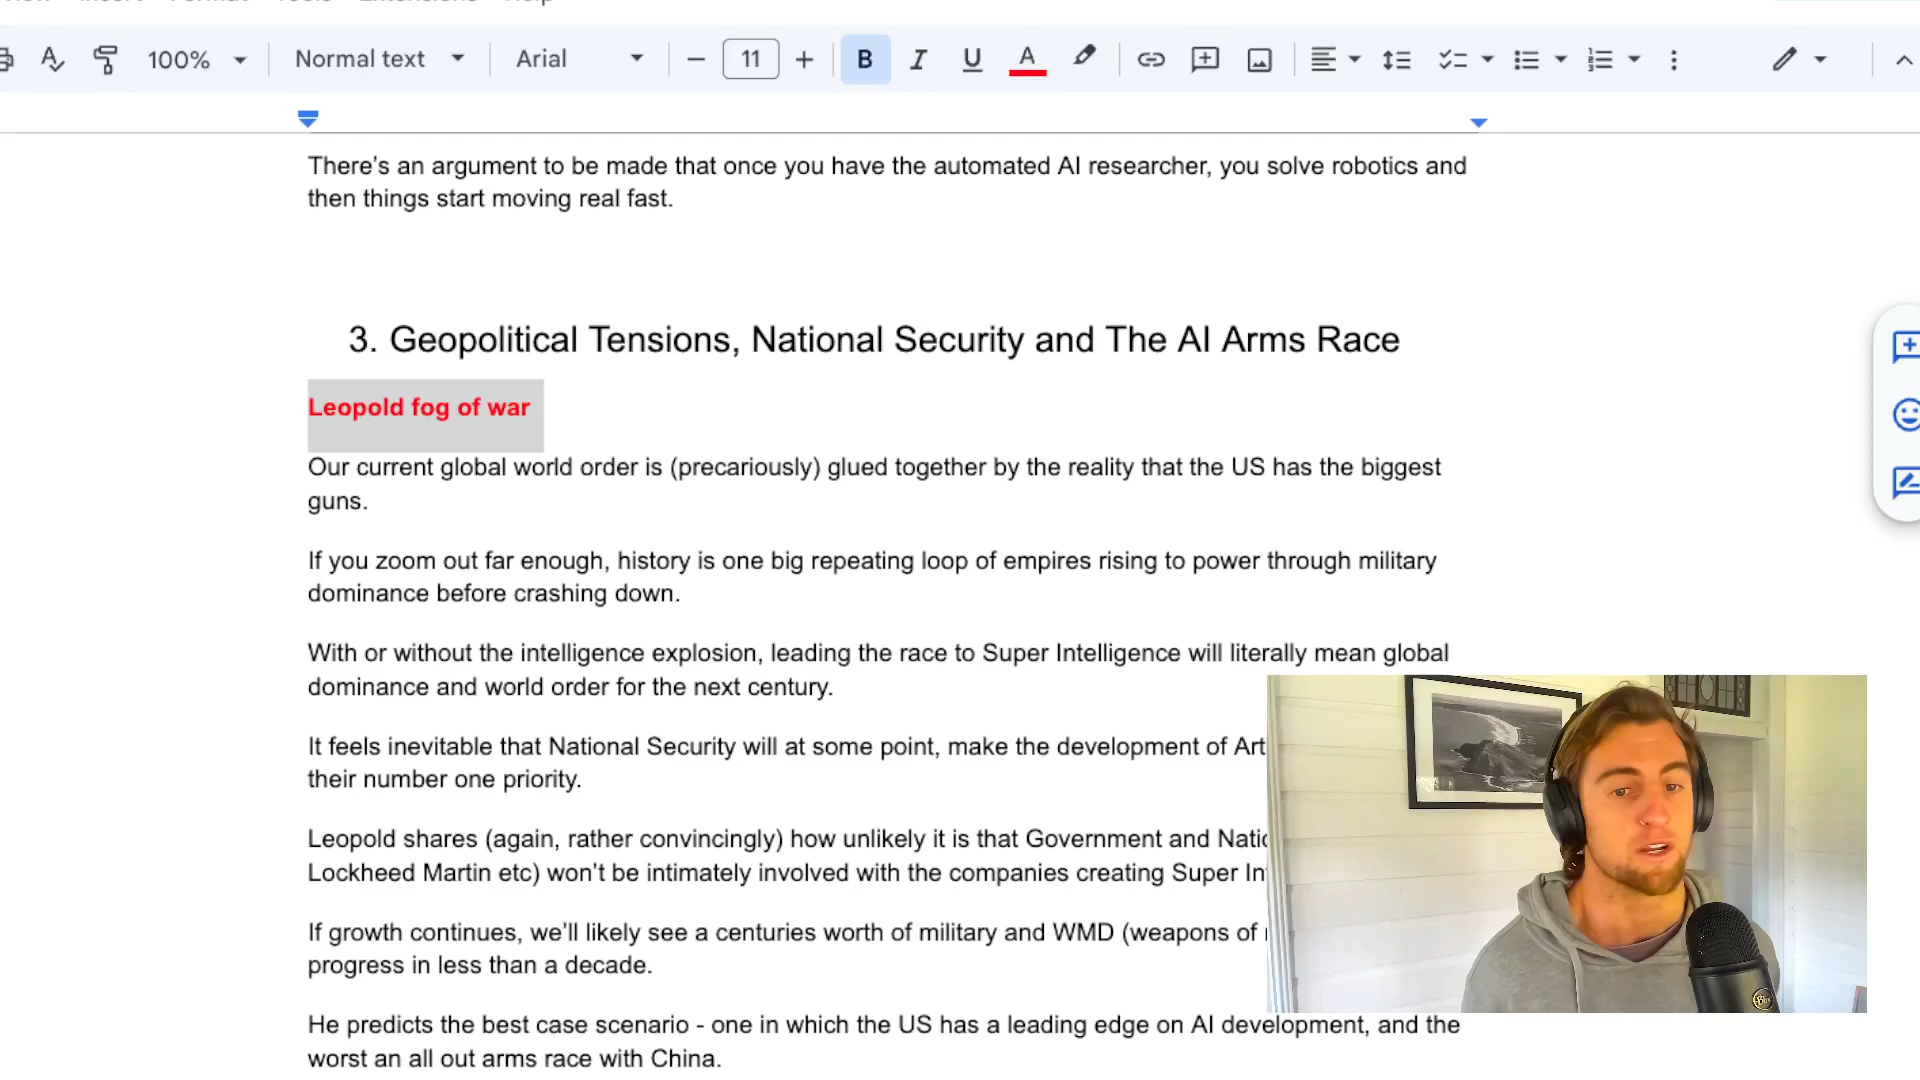 100%
Normal text
Arial
11
B
I
U
A
There's an argument to be made that once you have the automated AI researcher, you solve robotics and
then things start moving real fast.
3. Geopolitical Tensions, National Security and The AI Arms Race
Leopold fog of war
Our current global world order is (precariously) glued together by the reality that the US has the biggest
guns.
If you zoom out far enough, history is one big repeating loop of empires rising to power through military
dominance before crashing down.
With or without the intelligence explosion, leading the race to Super Intelligence will literally mean global
dominance and world order for the next century.
It feels inevitable that National Security will at some point, make the development of Art
their number one priority.
Leopold shares (again, rather convincingly) how unlikely it is that Government and
Lockheed Martin etc) won't be intimately involved with the companies creating Super
If growth continues, we'll likely see a centuries worth of military and WMD (weapons of
progress in less than a decade.
He predicts the best case scenario - one in which the US has a leading edge on AI development, and the
worst an all out arms race with China.